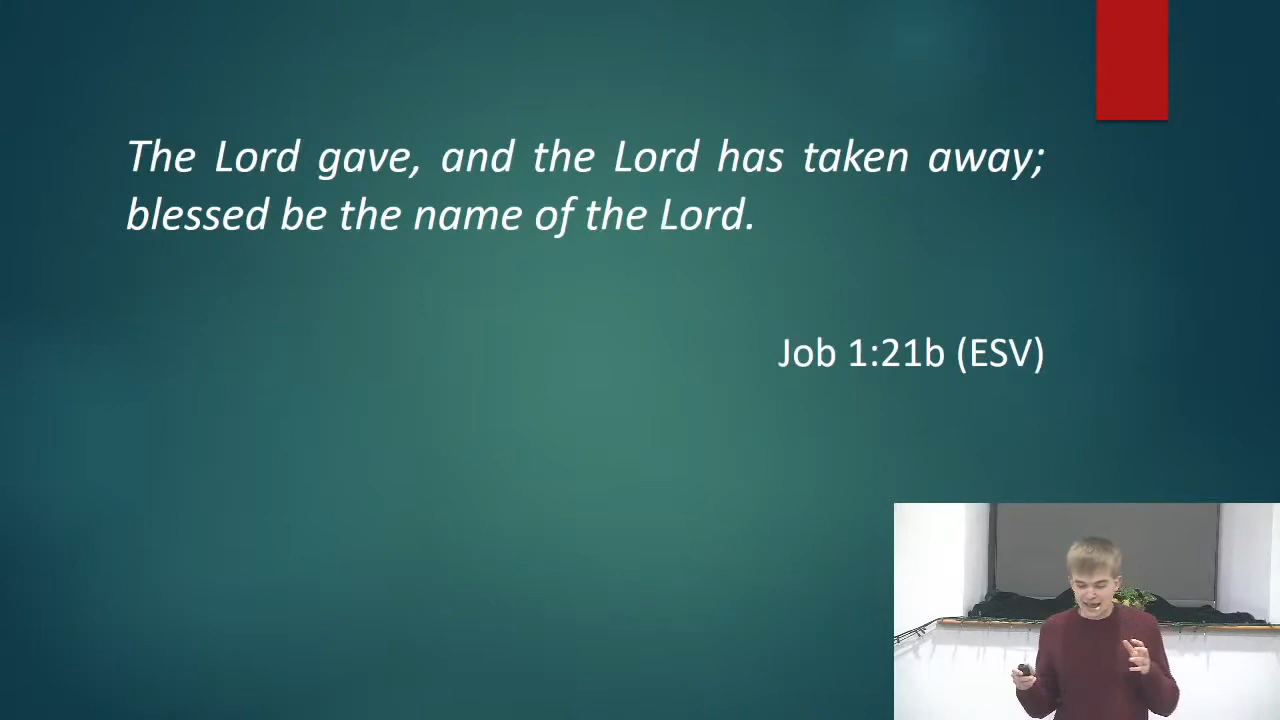 The Lord gave, and the Lord has taken away;
blessed be the name of the Lord.
Job 1:21b (ESV)